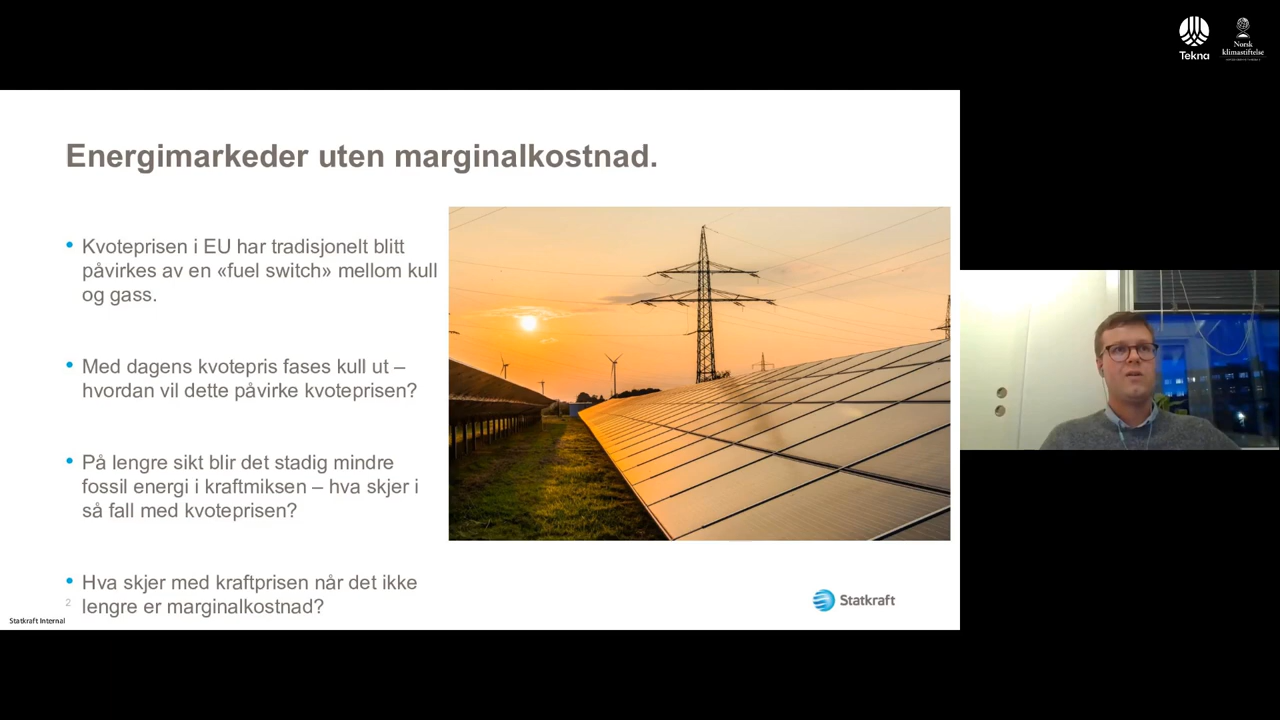 Tekna
Norsk
klimastiftelse
Energimarkeder uten marginalkostnad.
• Kvoteprisen i EU har tradisjonelt blitt
påvirkes av en «fuel switch» mellom kull
og gass.
• Med dagens kvotepris fases kull ut –
hvordan vil dette påvirke kvoteprisen?
• På lengre sikt blir det stadig mindre
fossil energi i kraftmiksen – hva skjer i
så fall med kvoteprisen?
• Hva skjer med kraftprisen når det ikke
lengre er marginalkostnad?
2
Statkraft
Statkraft Internal